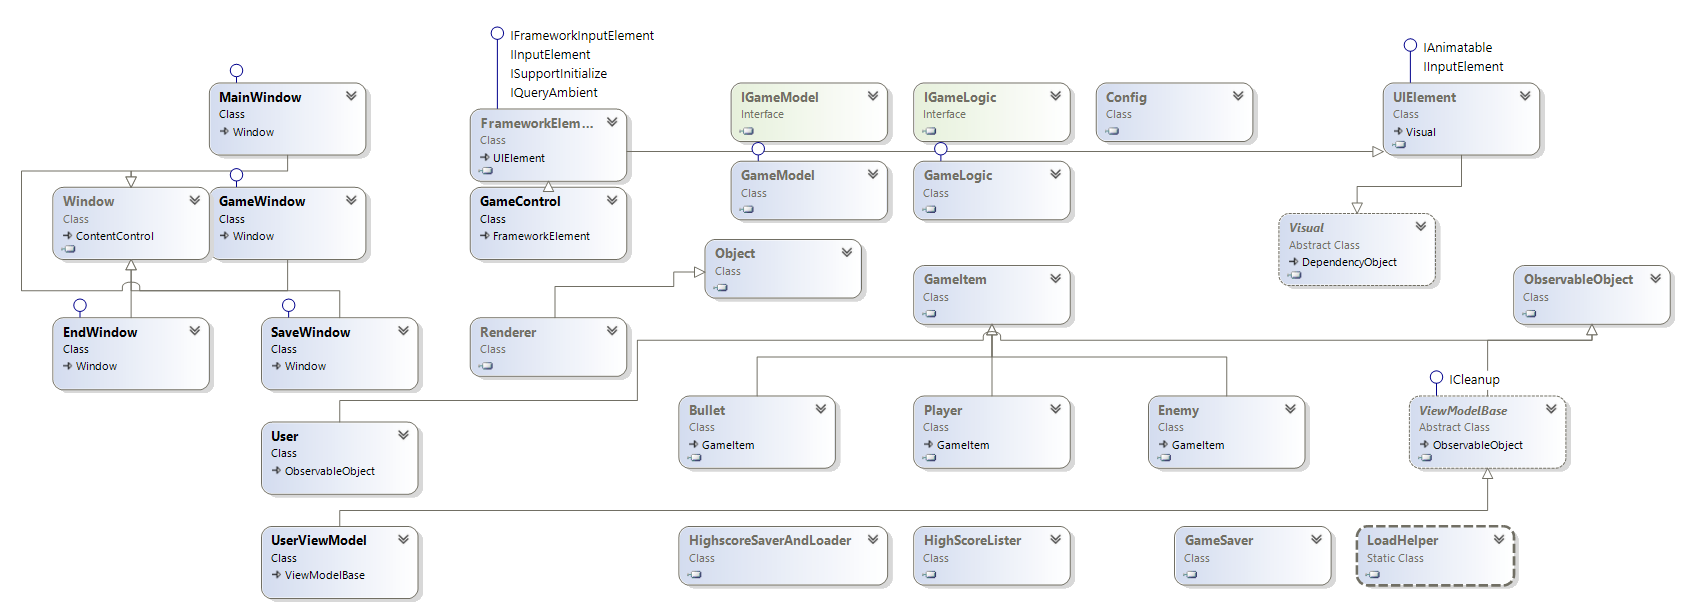 IFrameworkInputElement
IInputElement
ISupportInitialize
IQueryAmbient
IAnimatable
IInputElement
MainWindow
Class
Window
FrameworkElem...
Class
UIElement
IGameModel
Interface
IGameLogic
Interface
Config
Class
UIElement
Class
Visual
Window
Class
ContentControl
GameWindow
Class
Window
GameControl
Class
FrameworkElement
GameModel
Class
GameLogic
Class
Visual
Abstract Class
DependencyObject
Object
Class
GameItem
Class
ObservableObject
Class
EndWindow
Class
Window
SaveWindow
Class
Window
Renderer
Class
ICleanup
Bullet
Class
GameItem
Player
Class
GameItem
Enemy
Class
GameItem
ViewModelBase
Abstract Class
ObservableObject
User
Class
ObservableObject
UserViewModel
Class
ViewModelBase
HighscoreSaverAndLoader
Class
HighScoreLister
Class
GameSaver
Class
LoadHelper
Static Class